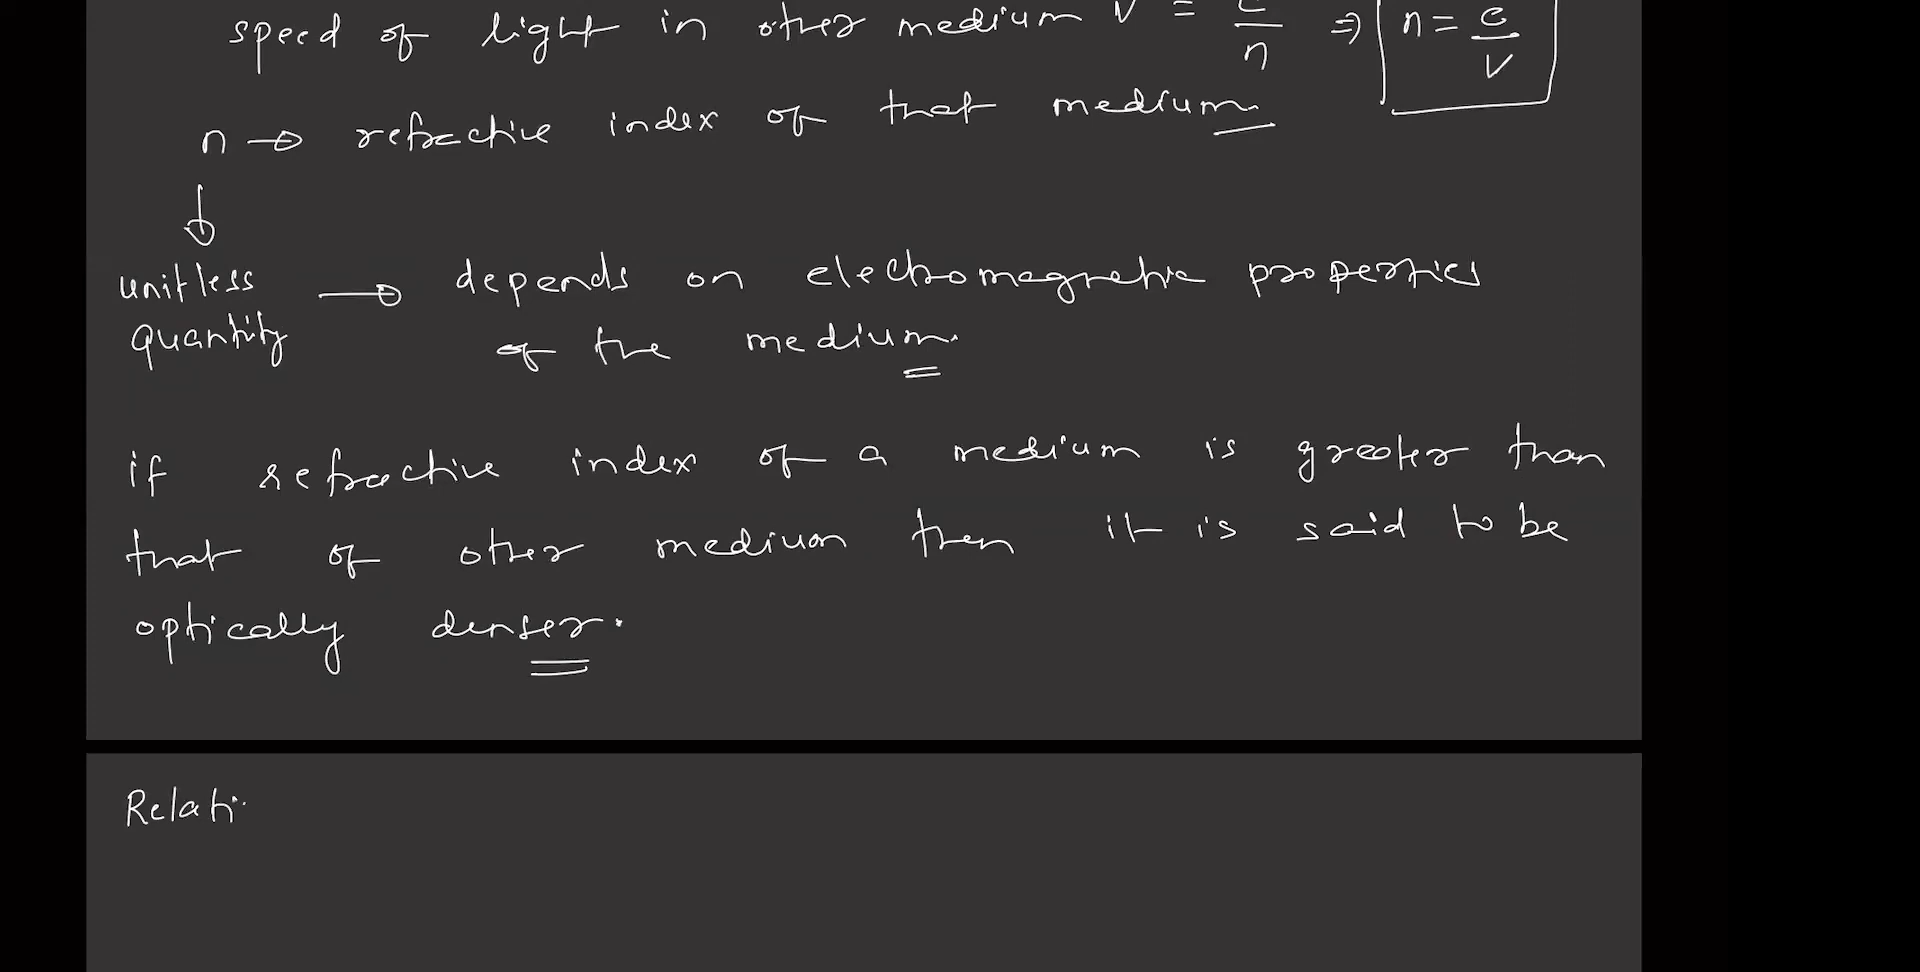 speed of light in other medium v = c/n ⇒ n = c/v
n → refractive index of that medium
↓
unitless → depends on electromagnetic properties
quantity of the medium.
if refractive index of a medium is greater than
that of other medium then it is said to be
optically denser.
Relati